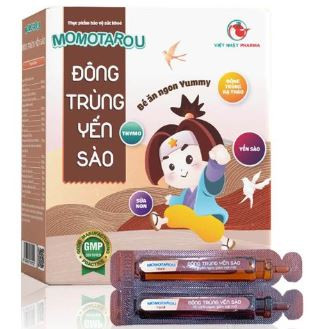 Thực phẩm bảo vệ sức khoẻ
MOMOTAROU
VIỆT NHẬT PHARMA
ĐÔNG
TRÙNG
YẾN
SÀO
Bé ăn ngon Yummy
THYMO
ĐÔNG
TRÙNG
HẠ THẢO
YẾN SÀO
SỮA
NON
GMP
MOMOTAROU
ĐÔNG TRÙNG YẾN SÀO
MOMOTAROU
ĐÔNG TRÙNG YẾN SÀO